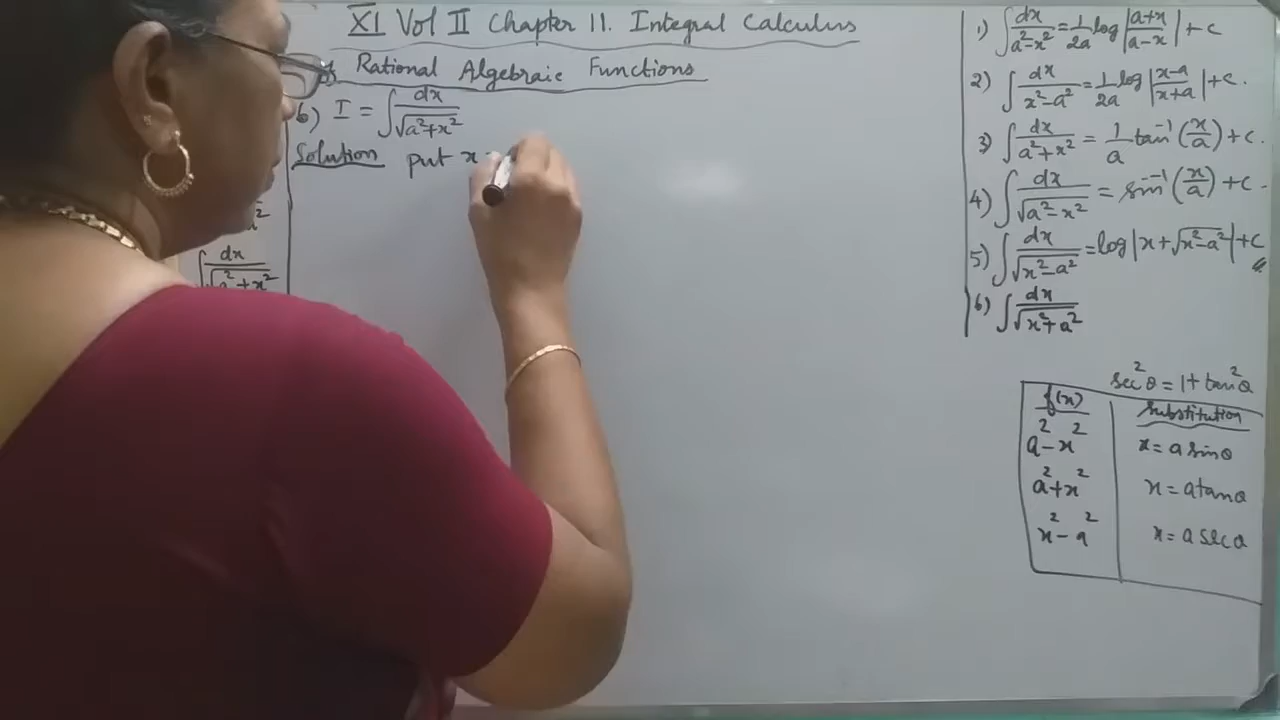 XI Vol II Chapter 11. Integral Calculus
Rational Algebraic Functions
6) I = ∫ dx/√(a²+x²)
Solution put x
∫ dx/√(a²+x²)
1) ∫ dx/(a²-x²) = 1/2a log |(a+x)/(a-x)| + c
2) ∫ dx/(x²-a²) = 1/2a log |(x-a)/(x+a)| + c.
3) ∫ dx/(a²+x²) = 1/a tan⁻¹ (x/a) + c.
4) ∫ dx/√(a²-x²) = sin⁻¹ (x/a) + c.
5) ∫ dx/√(x²-a²) = log |x+√(x²-a²)| + c
6) ∫ dx/√(x²+a²)
sec²θ = 1 + tan²θ
f(x) Substitution
a²-x² x = a sinθ
a²+x² x = a tanθ
x²-a² x = a secθ